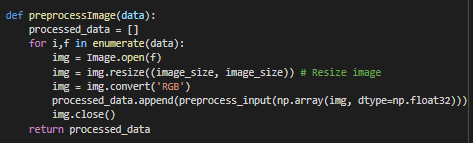 def preprocessImage(data):
    processed_data = []
    for i,f in enumerate(data):
        img = Image.open(f)
        img = img.resize((image_size, image_size)) # Resize image
        img = img.convert('RGB')
        processed_data.append(preprocess_input(np.array(img, dtype=np.float32)))
        img.close()
    return processed_data